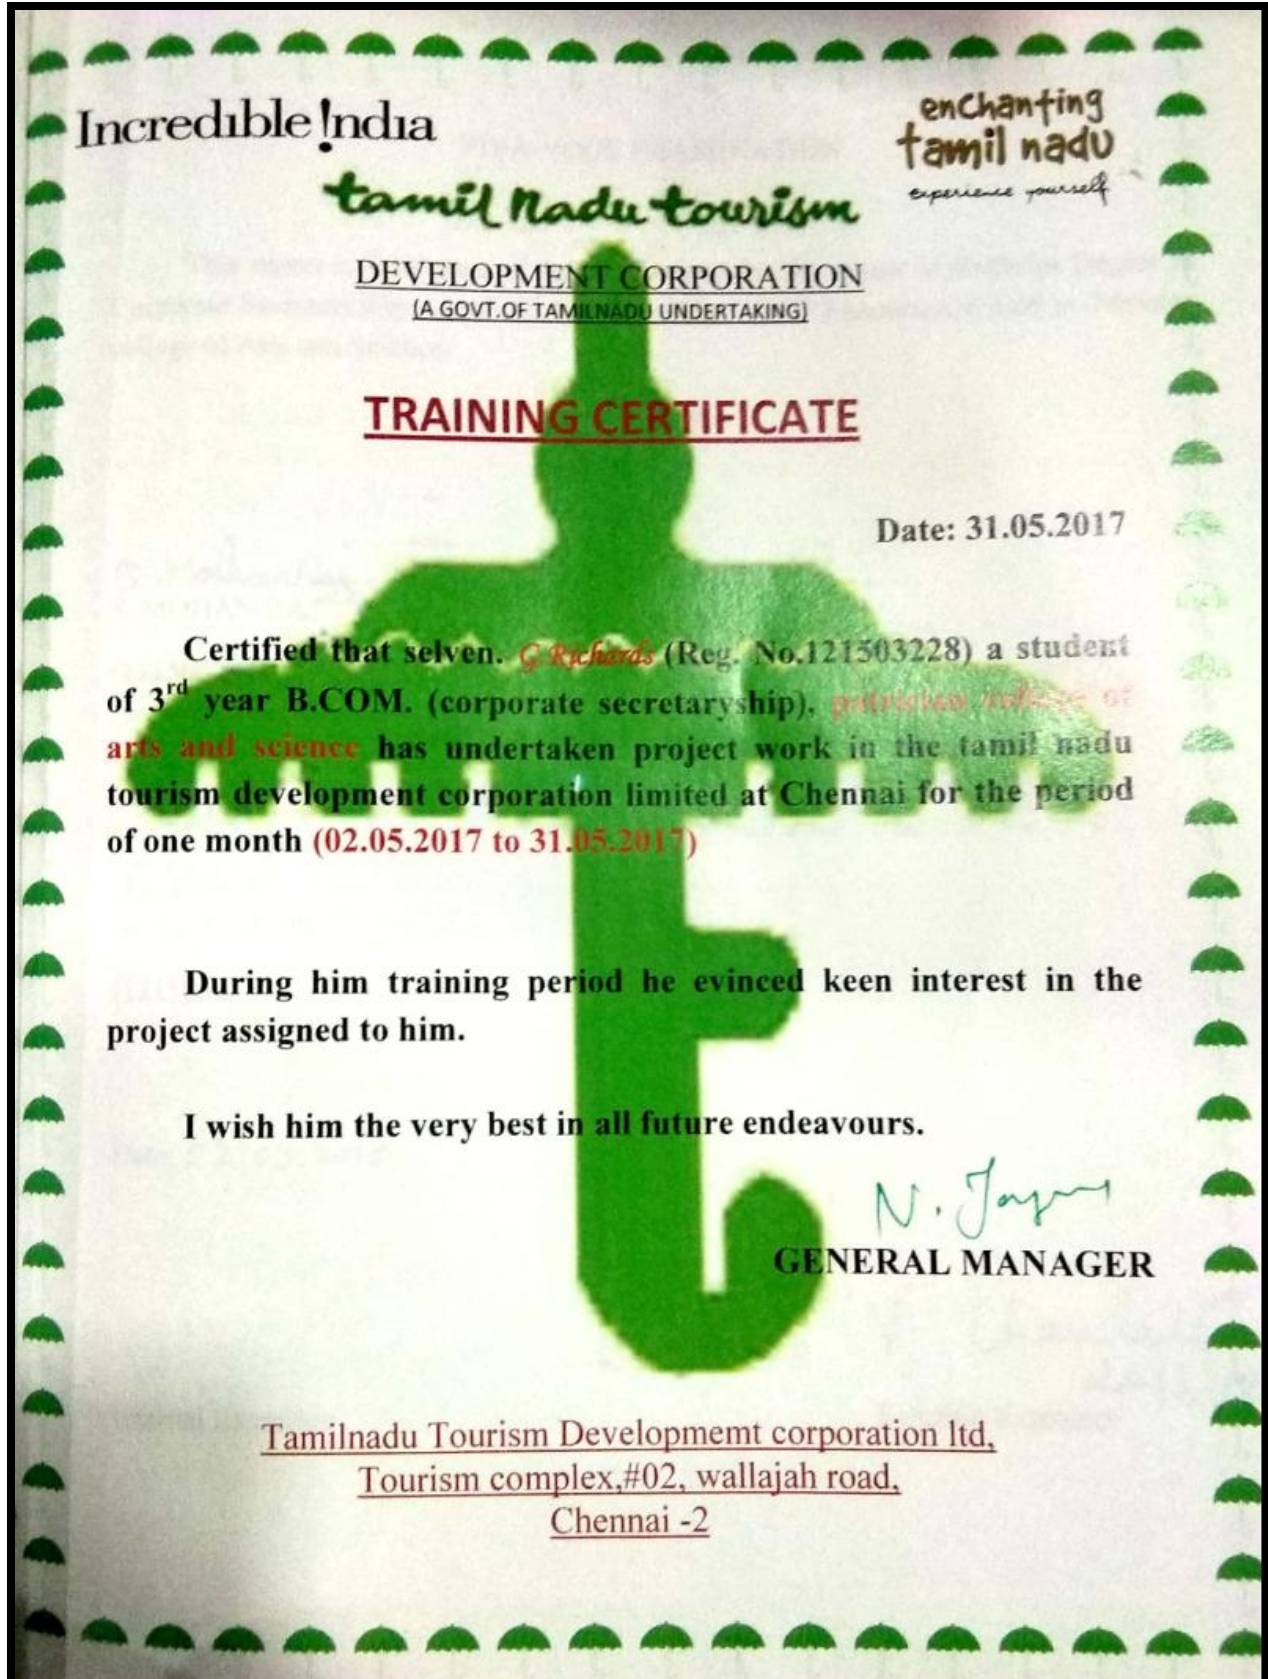 Incredible !ndia
enchanting
tamil nadu
experience yourself
tamil nadu tourism
DEVELOPMENT CORPORATION
(A GOVT.OF TAMILNADU UNDERTAKING)
TRAINING CERTIFICATE
Date: 31.05.2017
Certified that selven. G Richards (Reg. No.121503228) a student
of 3rd year B.COM. (corporate secretaryship), patrician college of
arts and science has undertaken project work in the tamil nadu
tourism development corporation limited at Chennai for the period
of one month (02.05.2017 to 31.05.2017)
During him training period he evinced keen interest in the
project assigned to him.
I wish him the very best in all future endeavours.
N.
GENERAL MANAGER
Tamilnadu Tourism Developmemt corporation ltd,
Tourism complex,#02, wallajah road,
Chennai -2